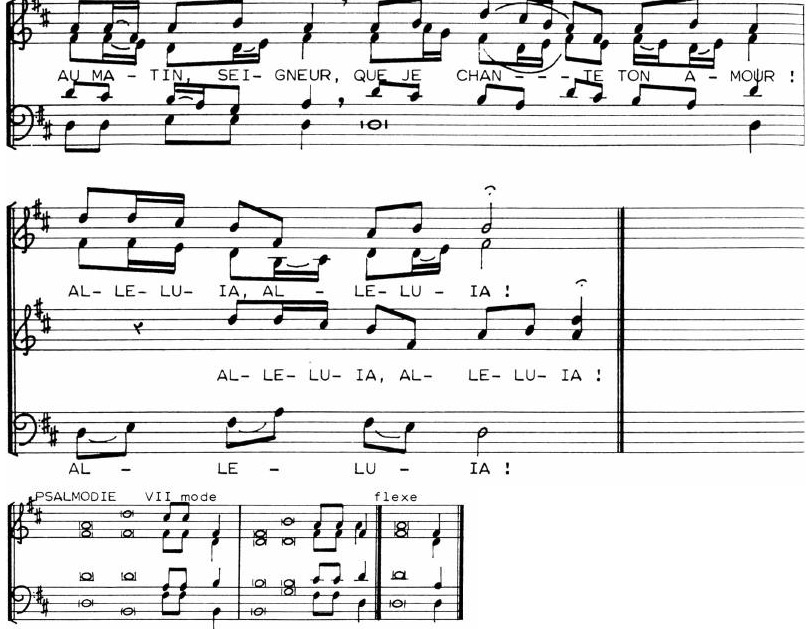 AU MA - TIN, SEI- GNEUR, QUE JE CHAN - - TE TON A - MOUR !
AL- LE- LU- IA, AL - LE- LU - IA !
AL- LE- LU- IA, AL- LE- LU- IA !
AL - LE - LU - IA !
PSALMODIE VII mode flexe